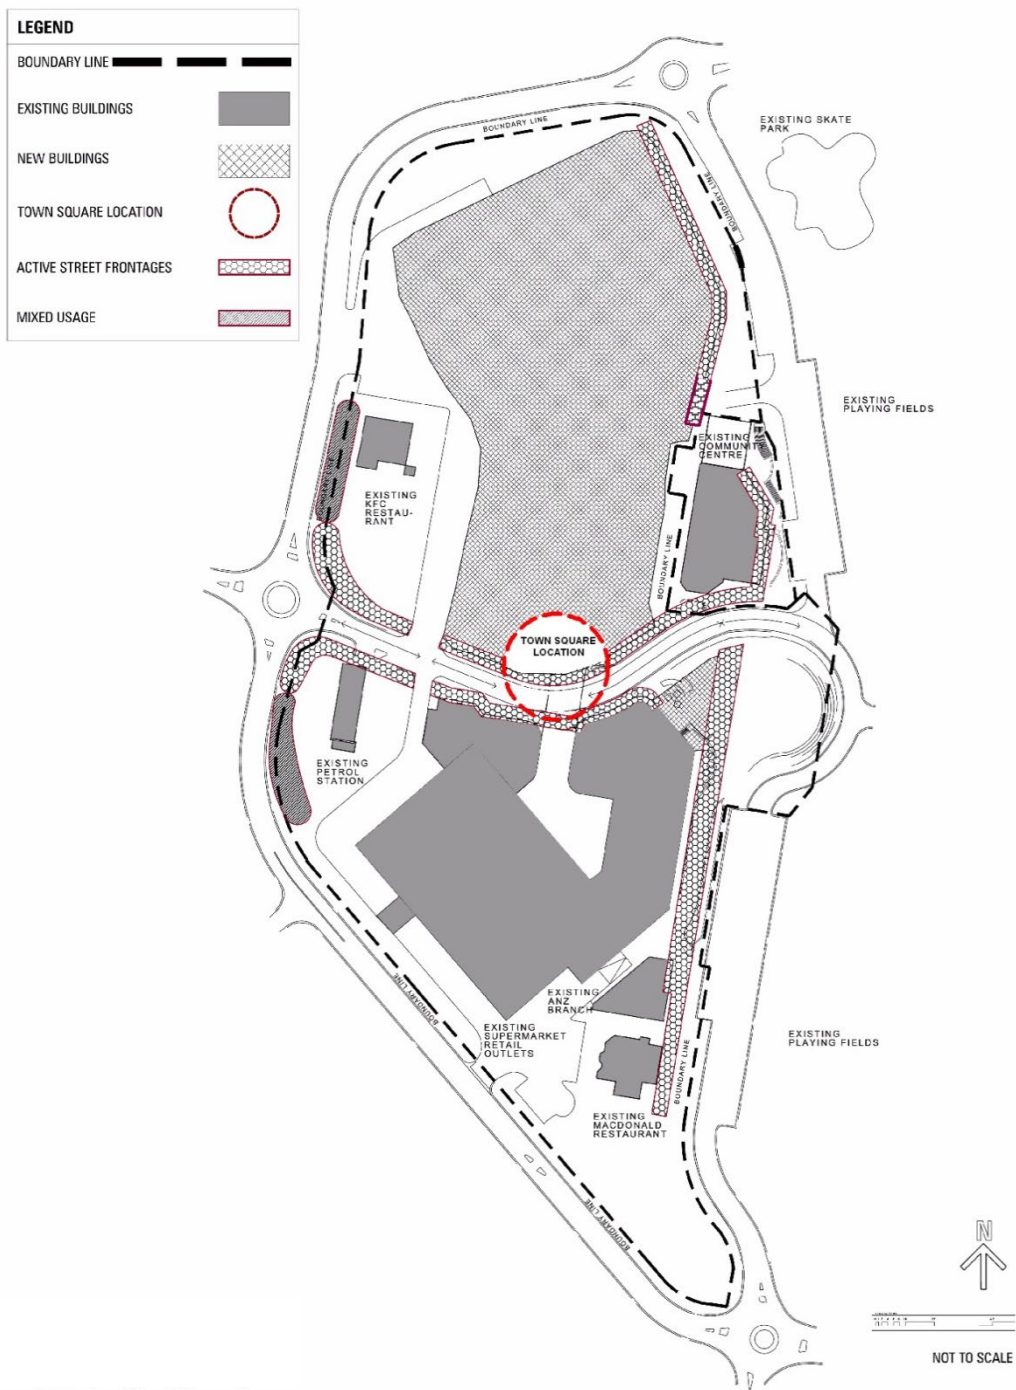 LEGEND
BOUNDARY LINE
EXISTING BUILDINGS
NEW BUILDINGS
TOWN SQUARE LOCATION
ACTIVE STREET FRONTAGES
MIXED USAGE
BOUNDARY LINE
EXISTING SKATE
PARK
BOUNDARY LINE
EXISTING
PLAYING FIELDS
EXISTING
COMMUNITY
CENTRE
BOUNDARY LINE
EXISTING
KFC
RESTAU-
RANT
BOUNDARY LINE
TOWN SQUARE
LOCATION
EXISTING
PETROL
STATION
BOUNDARY LINE
EXISTING
ANZ
BRANCH
EXISTING
SUPERMARKET
RETAIL
OUTLETS
EXISTING
PLAYING FIELDS
BOUNDARY LINE
EXISTING
MACDONALD
RESTAURANT
BOUNDARY LINE
N
NOT TO SCALE